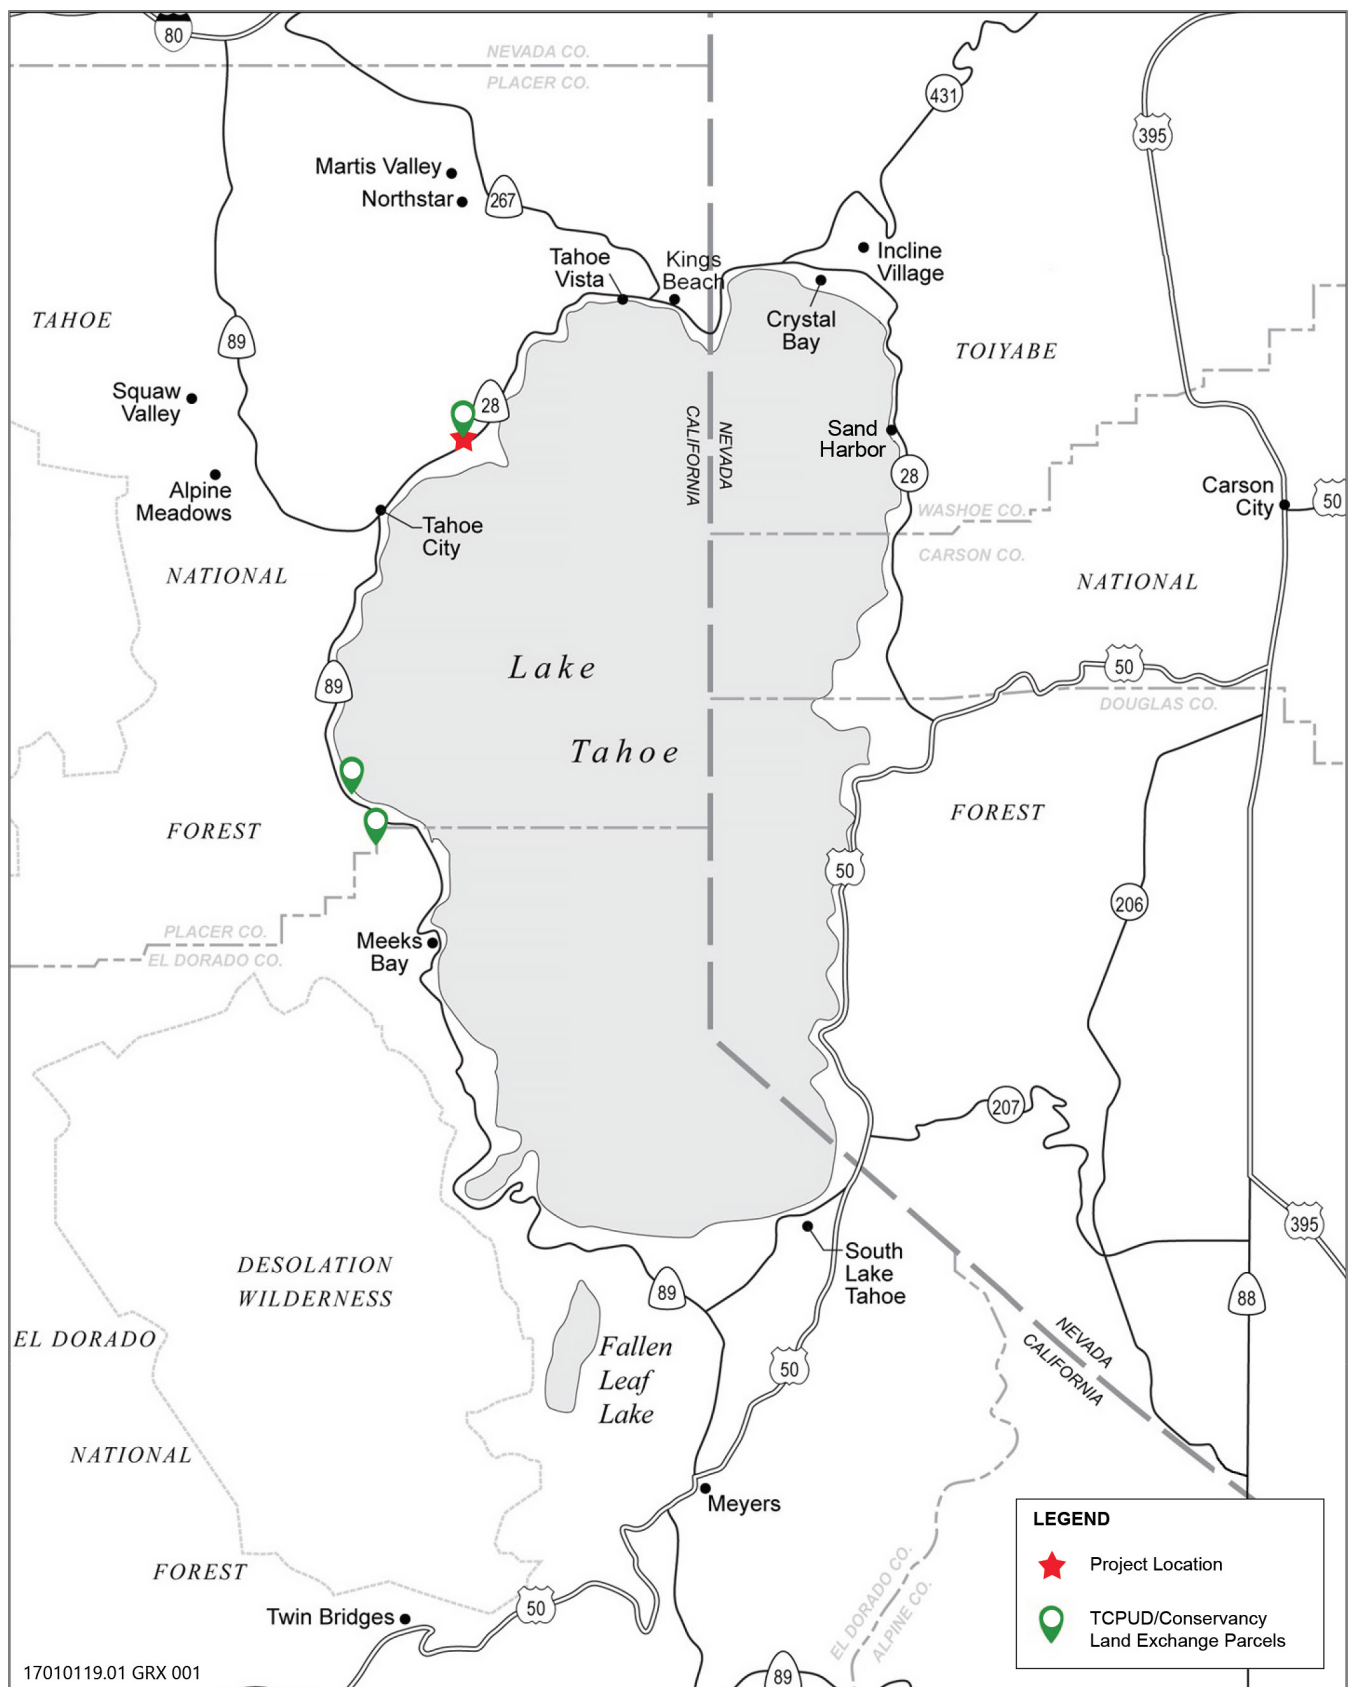 80
NEVADA CO.
PLACER CO.
431
395
Martis Valley
Northstar
267
Tahoe
Vista
Kings
Beach
Incline
Village
Crystal
Bay
TAHOE
89
TOIYABE
Squaw
Valley
28
CALIFORNIA
NEVADA
Sand
Harbor
28
Alpine
Meadows
Carson
City
50
Tahoe
City
WASHOE CO.
CARSON CO.
NATIONAL
NATIONAL
Lake
50
89
DOUGLAS CO.
Tahoe
FOREST
FOREST
50
206
PLACER CO.
EL DORADO CO.
Meeks
Bay
207
395
South
Lake
Tahoe
DESOLATION
WILDERNESS
89
88
EL DORADO
Fallen
Leaf
Lake
NEVADA
CALIFORNIA
50
NATIONAL
Meyers
LEGEND
Project Location
TCPUD/Conservancy
Land Exchange Parcels
FOREST
EL DORADO CO.
ALPINE CO.
50
Twin Bridges
89
17010119.01 GRX 001